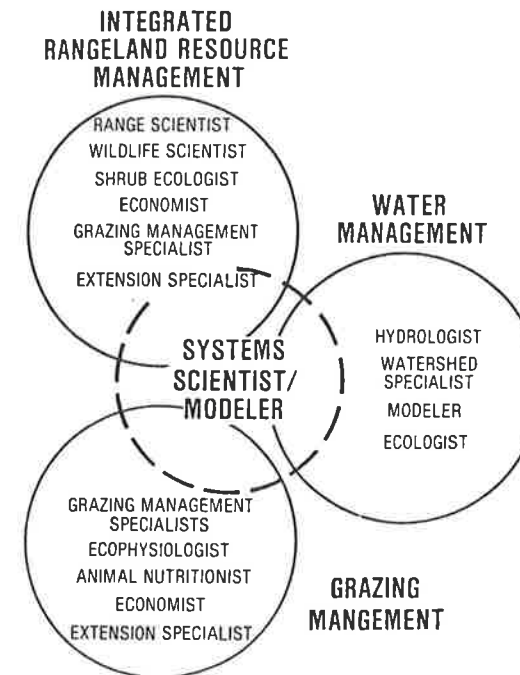 INTEGRATED
RANGELAND RESOURCE
MANAGEMENT
RANGE SCIENTIST
WILDLIFE SCIENTIST
SHRUB ECOLOGIST
ECONOMIST
GRAZING MANAGEMENT
SPECIALIST
EXTENSION SPECIALIST
WATER
MANAGEMENT
HYDROLOGIST
WATERSHED
SPECIALIST
MODELER
ECOLOGIST
SYSTEMS
SCIENTIST/
MODELER
GRAZING MANAGEMENT
SPECIALISTS
ECOPHYSIOLOGIST
ANIMAL NUTRITIONIST
ECONOMIST
EXTENSION SPECIALIST
GRAZING
MANGEMENT